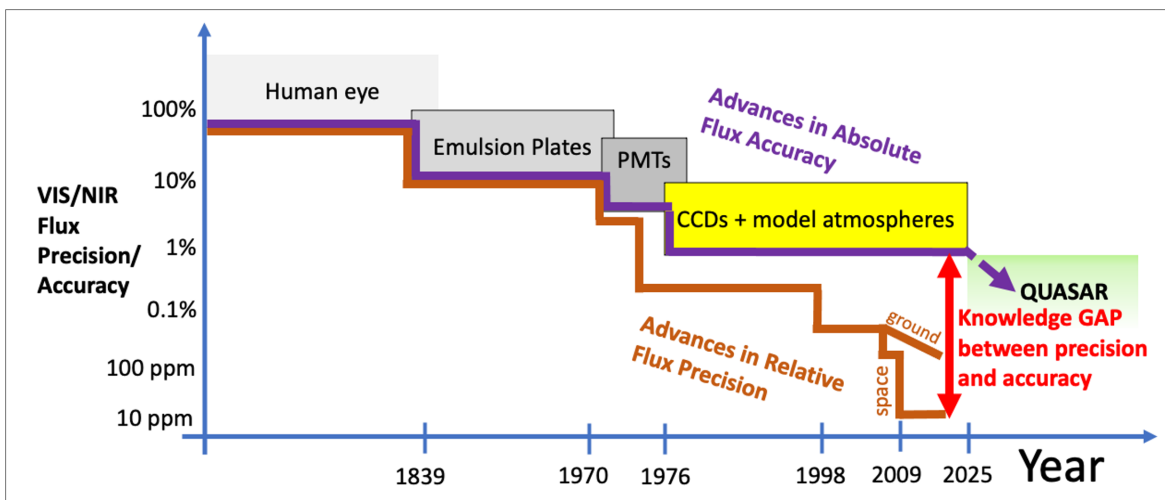 Human eye
100%
Emulsion Plates
PMTs
Advances in Absolute
Flux Accuracy
10%
VIS/NIR
Flux
Precision/
Accuracy
CCDs + model atmospheres
1%
QUASAR
0.1%
ground
Knowledge GAP
between precision
and accuracy
Advances in Relative
Flux Precision
100 ppm
space
10 ppm
1839
1970
1976
1998
2009
2025
Year